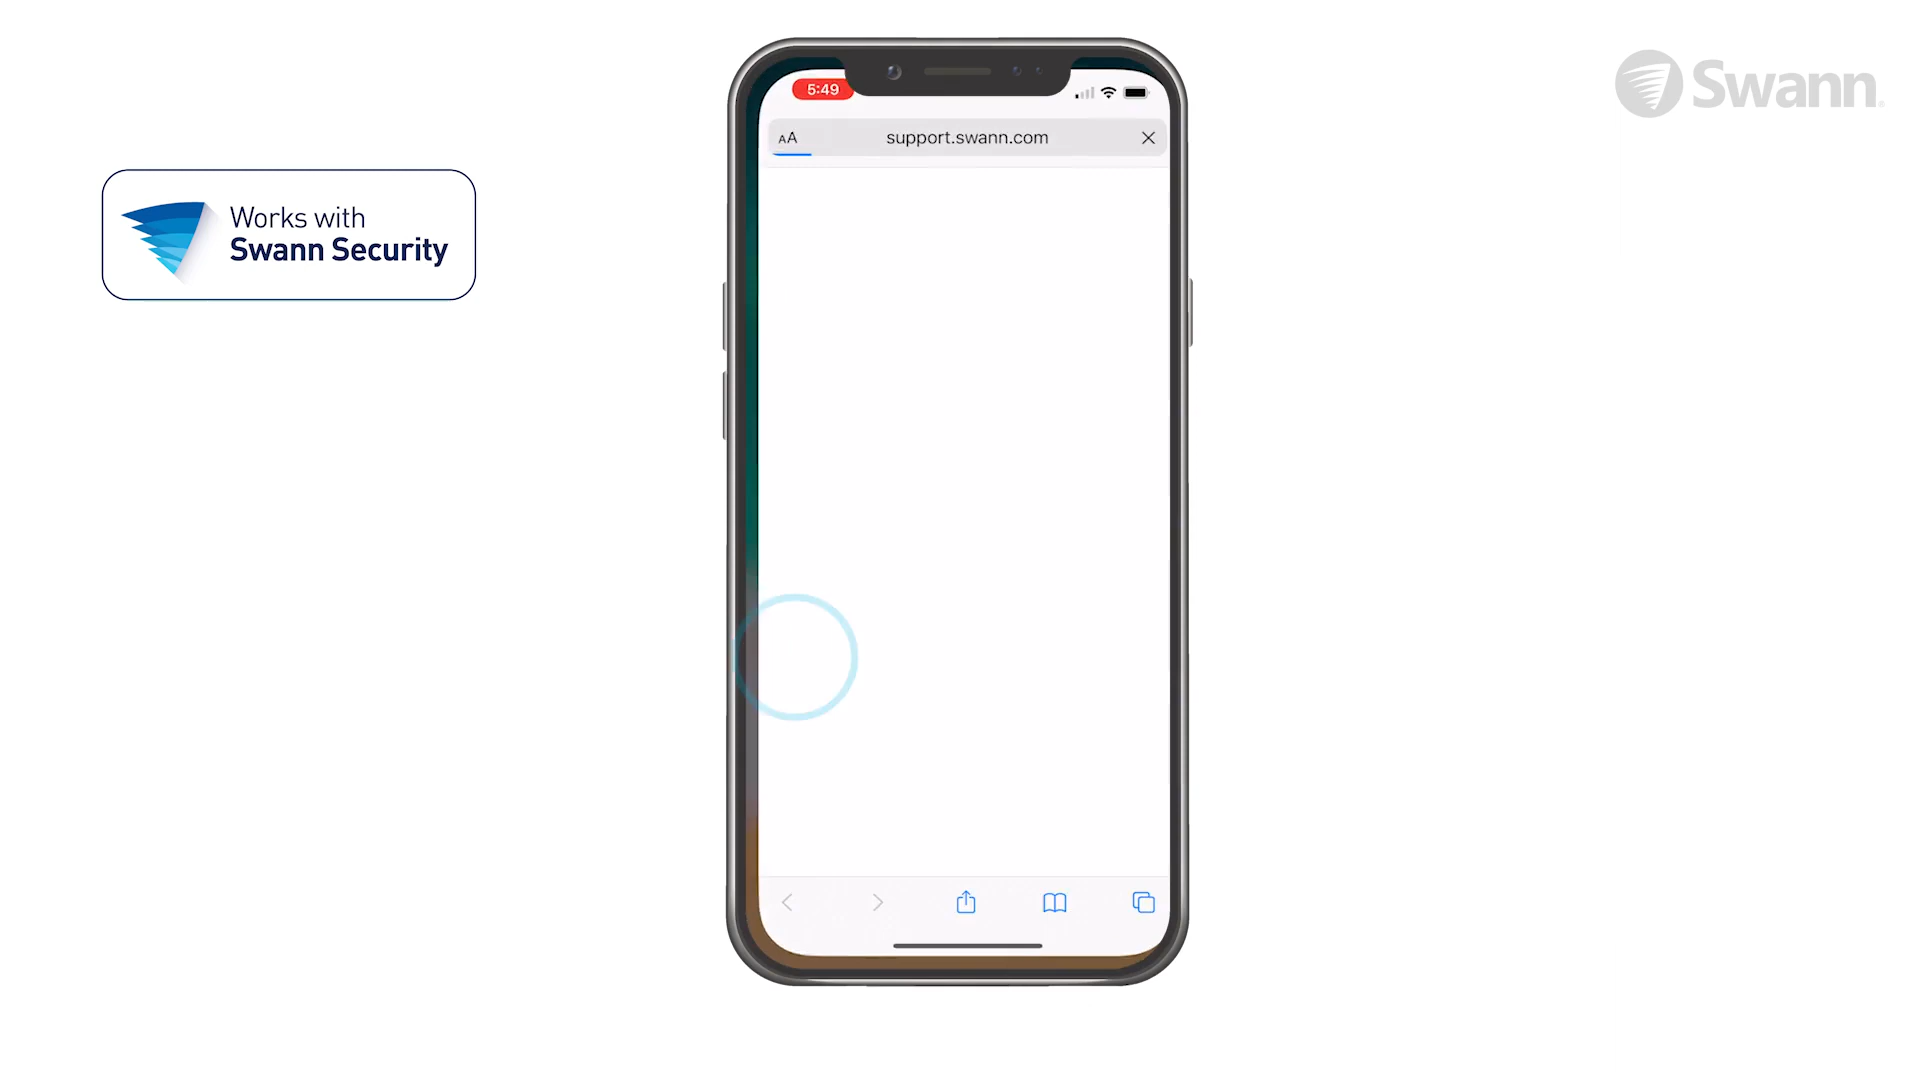 Swann
Works with
Swann Security
5:49
AA
support.swann.com